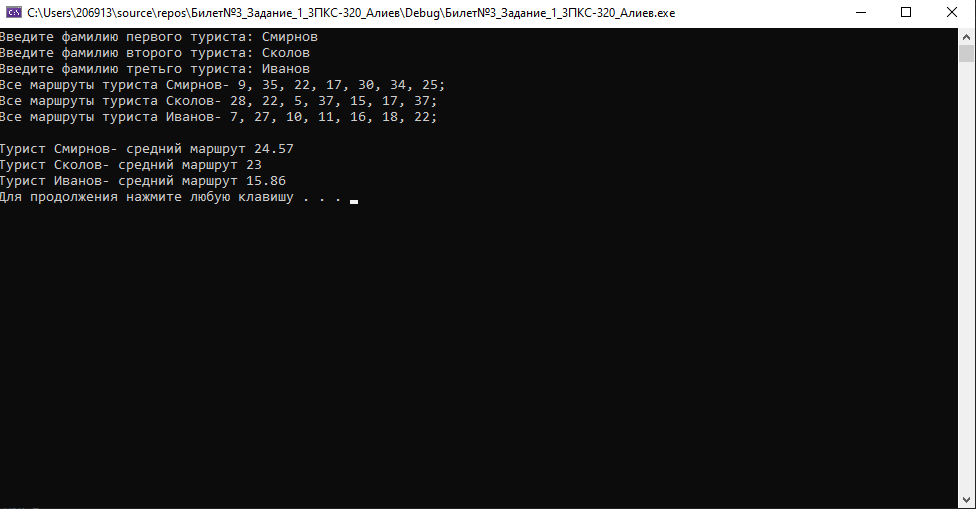 C:\Users\206913\source\repos\Билет№3_Задание_1_3ПКС-320_Алиев\Debug\Билет№3_Задание_1_3ПКС-320_Алиев.exe
Введите фамилию первого туриста: Смирнов
Введите фамилию второго туриста: Сколов
Введите фамилию третьго туриста: Иванов
Все маршруты туриста Смирнов- 9, 35, 22, 17, 30, 34, 25;
Все маршруты туриста Сколов- 28, 22, 5, 37, 15, 17, 37;
Все маршруты туриста Иванов- 7, 27, 10, 11, 16, 18, 22;
Турист Смирнов- средний маршрут 24.57
Турист Сколов- средний маршрут 23
Турист Иванов- средний маршрут 15.86
Для продолжения нажмите любую клавишу . . .